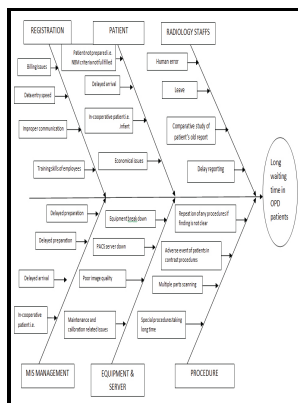 REGISTRATION
PATIENT
RADIOLOGY STAFFS
Billing issues
Data entry speed
Improper communication
Training skills of employees
Patient not prepared i.e.
NBM criteria not fulfilled
Delayed arrival
In-cooperative patient i.e.
infant
Economical issues
Human error
Leave
Comparative study of
patient's old report
Delay reporting
Long
waiting
time in
OPD
patients
Delayed preparation
Delayed preparation
Delayed arrival
In-cooperative
patient i.e.
Equipment break down
PACS server down
Poor image quality
Maintenance and
calibration related issues
Repetation of any procedures if
finding is not clear
Adverse event of patients in
contrast procedures
Multiple parts scanning
Special procedures taking
long time
MIS MANAGEMENT
EQUIPMENT &
SERVER
PROCEDURE